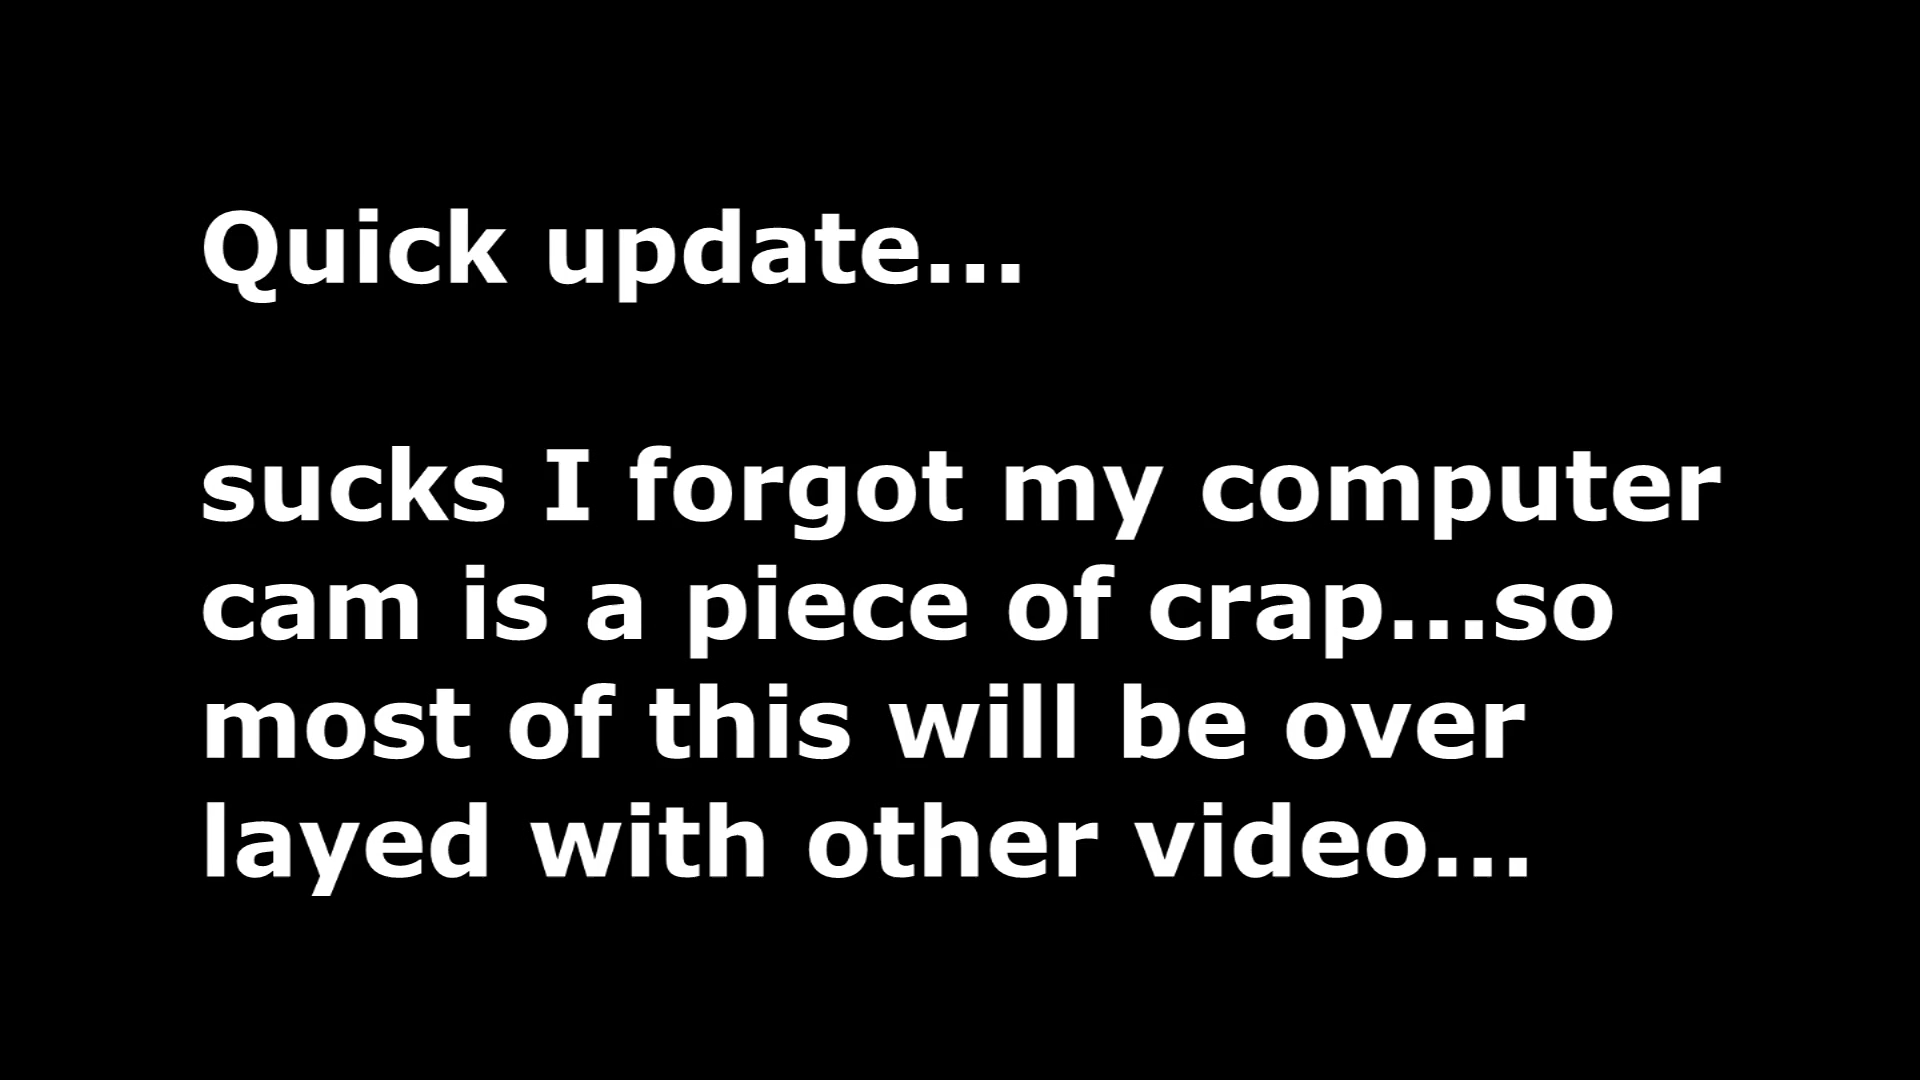 Quick update...
sucks I forgot my computer
cam is a piece of crap...so
most of this will be over
layed with other video...